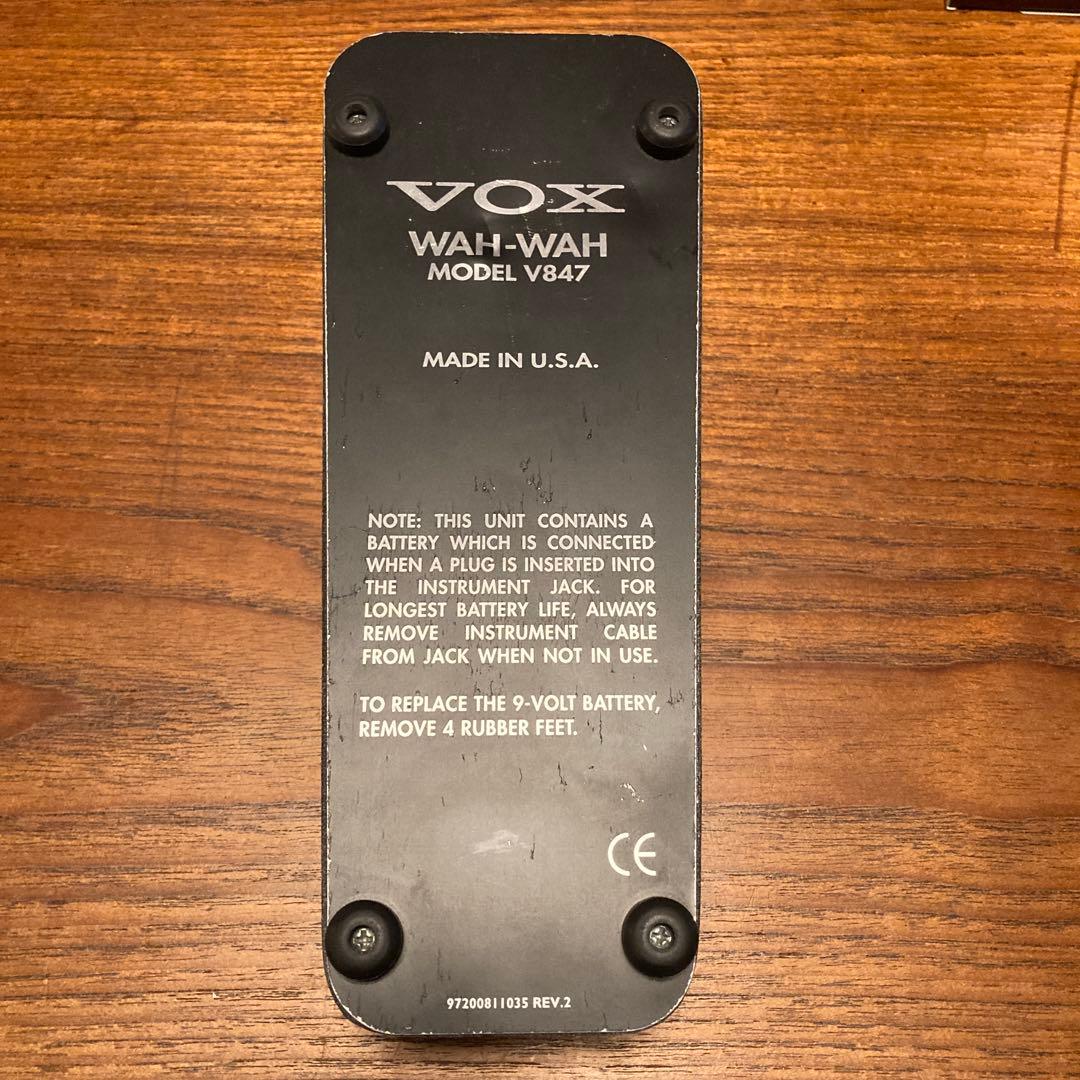 VOX
WAH-WAH
MODEL V847
MADE IN U.S.A.
NOTE: THIS UNIT CONTAINS A
BATTERY WHICH IS CONNECTED
WHEN A PLUG IS INSERTED INTO
THE INSTRUMENT JACK. FOR
LONGEST BATTERY LIFE, ALWAYS
REMOVE INSTRUMENT CABLE
FROM JACK WHEN NOT IN USE.
TO REPLACE THE 9-VOLT BATTERY,
REMOVE 4 RUBBER FEET.
CE
97200811035 REV.2